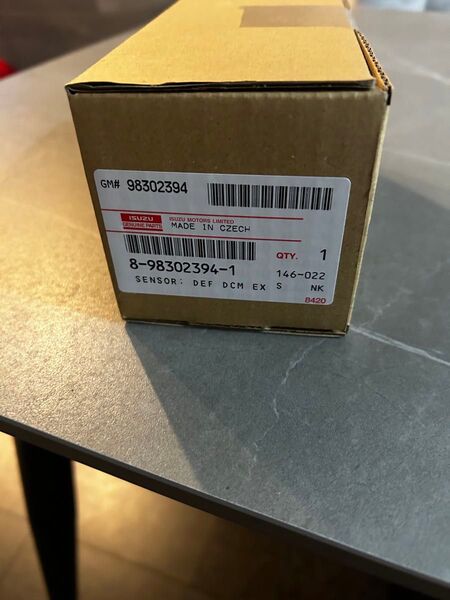 GM# 98302394
ISUZU ISUZU MOTORS LIMITED
GENUINE PARTS MADE IN CZECH
QTY. 1
8-98302394-1 146-022
SENSOR: DEF DCM EX S NK
8420